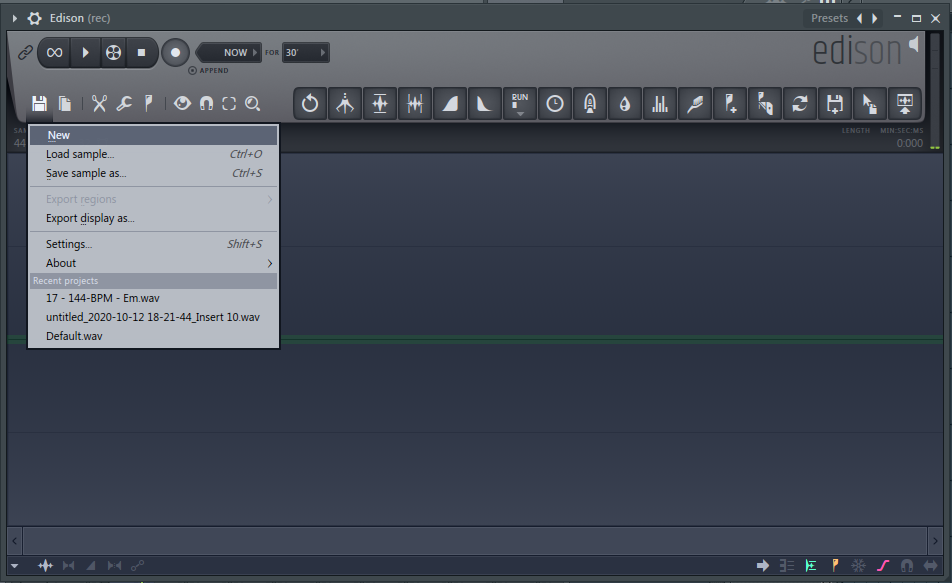 Edison (rec)
Presets
NOW FOR 30'
APPEND
edison
RUN
LENGTH MIN:SEC:MS
0:000
New
Load sample... Ctrl+O
Save sample as... Ctrl+S
Export regions
Export display as...
Settings... Shift+S
About
Recent projects
17 - 144-BPM - Em.wav
untitled_2020-10-12 18-21-44_Insert 10.wav
Default.wav